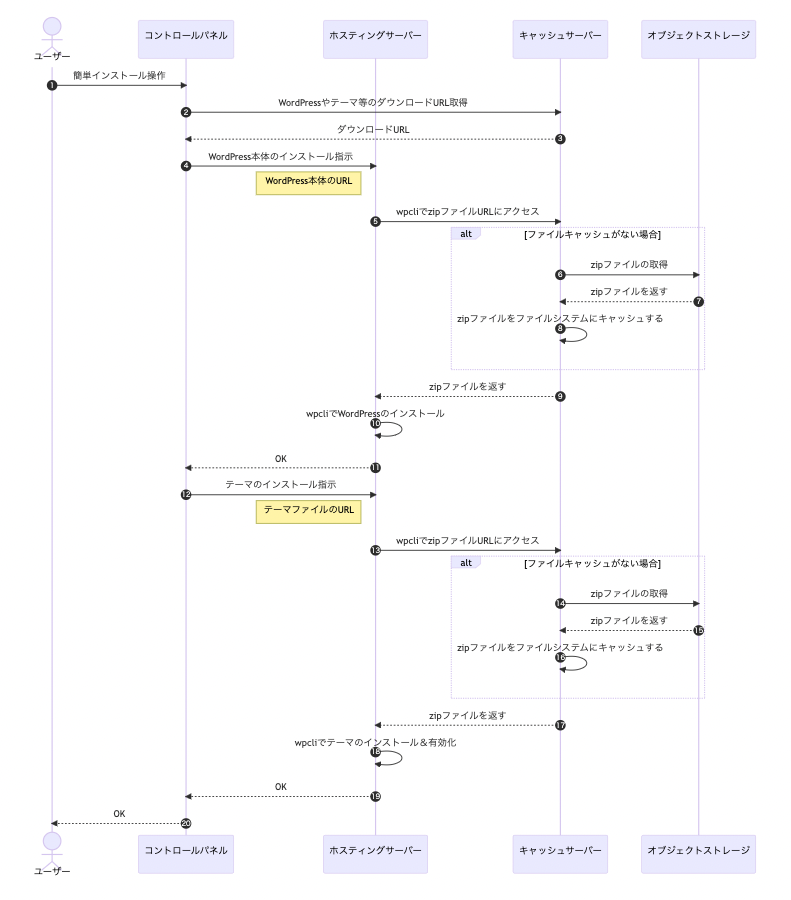 ユーザー
コントロールパネル
ホスティングサーバー
キャッシュサーバー
オブジェクトストレージ
1 簡単インストール操作
2 WordPressやテーマ等のダウンロードURL取得
ダウンロードURL 3
4 WordPress本体のインストール指示
WordPress本体のURL
5 wpcliでzipファイルURLにアクセス
alt [ファイルキャッシュがない場合]
6 zipファイルの取得
zipファイルを返す 7
zipファイルをファイルシステムにキャッシュする
8
zipファイルを返す 9
wpcliでWordPressのインストール
10
OK 11
12 テーマのインストール指示
テーマファイルのURL
13 wpcliでzipファイルURLにアクセス
alt [ファイルキャッシュがない場合]
14 zipファイルの取得
zipファイルを返す 15
zipファイルをファイルシステムにキャッシュする
16
zipファイルを返す 17
wpcliでテーマのインストール＆有効化
18
OK 19
OK 20
ユーザー
コントロールパネル
ホスティングサーバー
キャッシュサーバー
オブジェクトストレージ